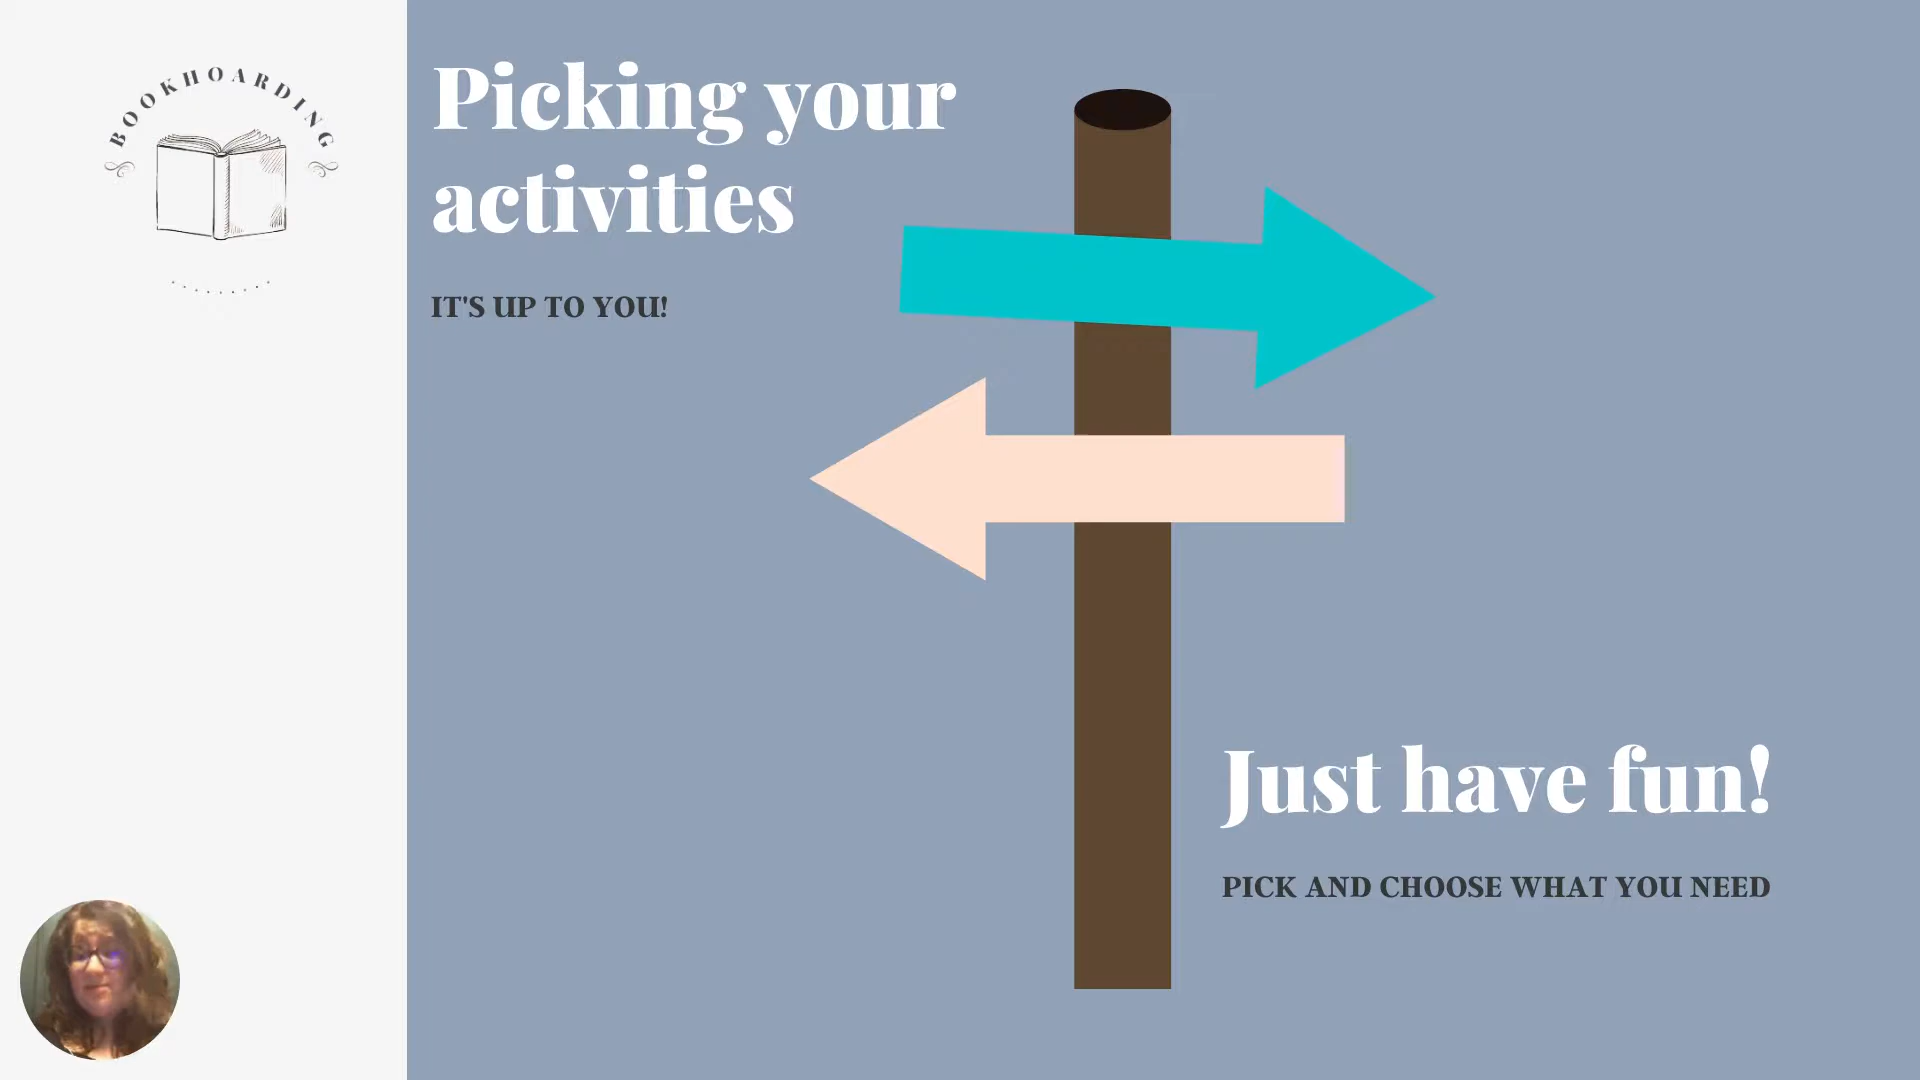 BOOKHOARDING
Picking your
activities
IT'S UP TO YOU!
Just have fun!
PICK AND CHOOSE WHAT YOU NEED